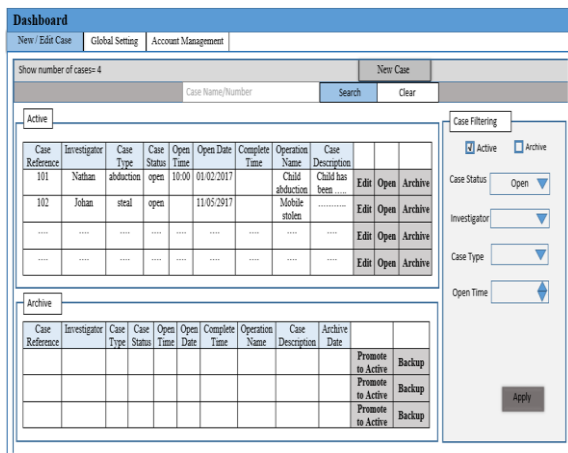 Dashboard
New / Edit Case Global Setting Account Management
Show number of cases= 4 New Case
Case Name/Number Search Clear
Active
Case Reference Investigator Case Type Case Status Open Time Open Date Complete Time Operation Name Case Description
101 Nathan abduction open 10:00 01/02/2017 Child abduction Child has been ..... Edit Open Archive
102 Johan steal open 11/05/2917 Mobile stolen ........... Edit Open Archive
.... .... .... .... .... .... .... .... .... Edit Open Archive
.... .... .... .... .... .... .... .... .... Edit Open Archive
Case Filtering
Active Archive
Case Status Open
Investigator
Case Type
Open Time
Apply
Archive
Case Reference Investigator Case Type Case Status Open Time Open Date Complete Time Operation Name Case Description Archive Date
Promote to Active Backup
Promote to Active Backup
Promote to Active Backup